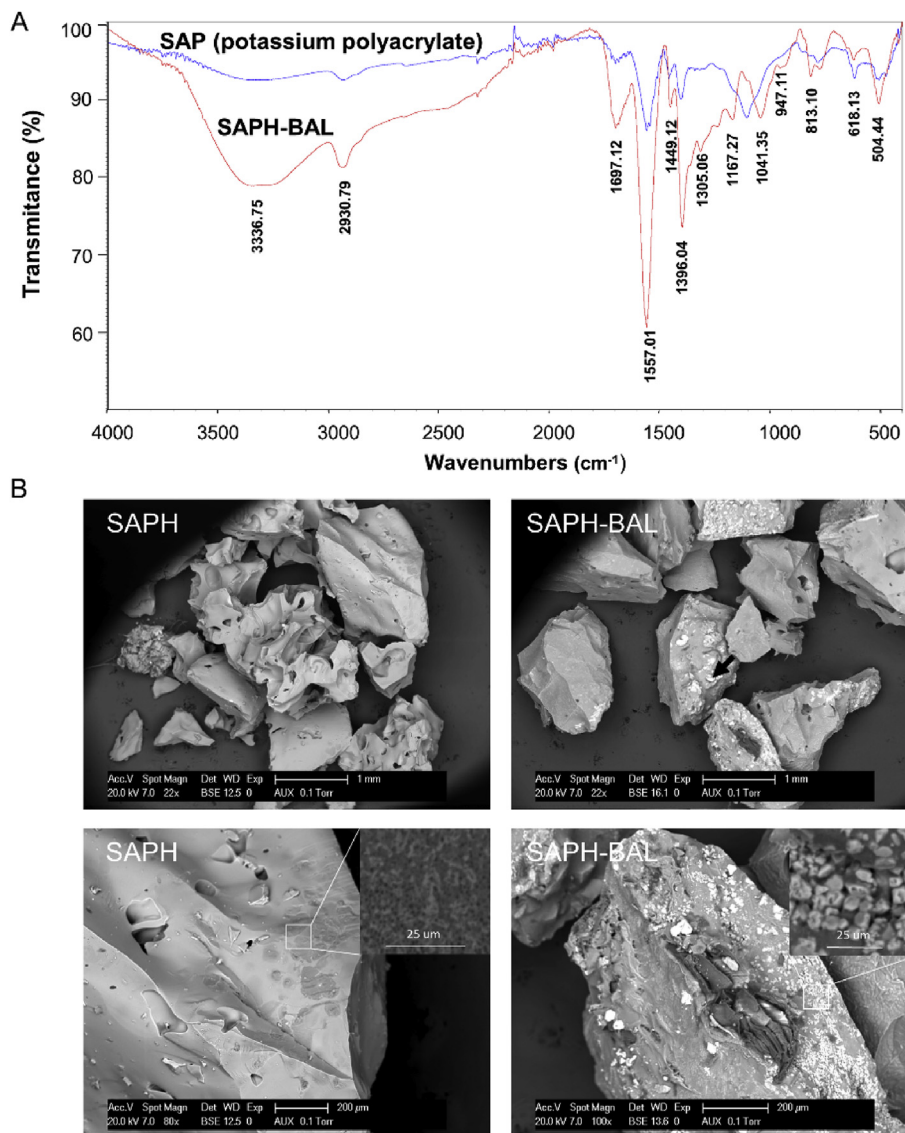 A
SAP (potassium polyacrylate)
SAPH-BAL
Transmitance (%)
100
90
80
70
60
3336.75
2930.79
1697.12
1557.01
1449.12
1396.04
1305.06
1167.27
1041.35
947.11
813.10
618.13
504.44
4000 3500 3000 2500 2000 1500 1000 500
Wavenumbers (cm⁻¹)
B
SAPH
Acc.V Spot Magn Det WD Exp 1 mm
20.0 kV 7.0 22x BSE 12.5 0 AUX 0.1 Torr
SAPH-BAL
Acc.V Spot Magn Det WD Exp 1 mm
20.0 kV 7.0 22x BSE 16.1 0 AUX 0.1 Torr
SAPH
25 um
Acc.V Spot Magn Det WD Exp 200 µm
20.0 kV 7.0 80x BSE 12.5 0 AUX 0.1 Torr
SAPH-BAL
25 um
Acc.V Spot Magn Det WD Exp 200 µm
20.0 kV 7.0 100x BSE 13.6 0 AUX 0.1 Torr